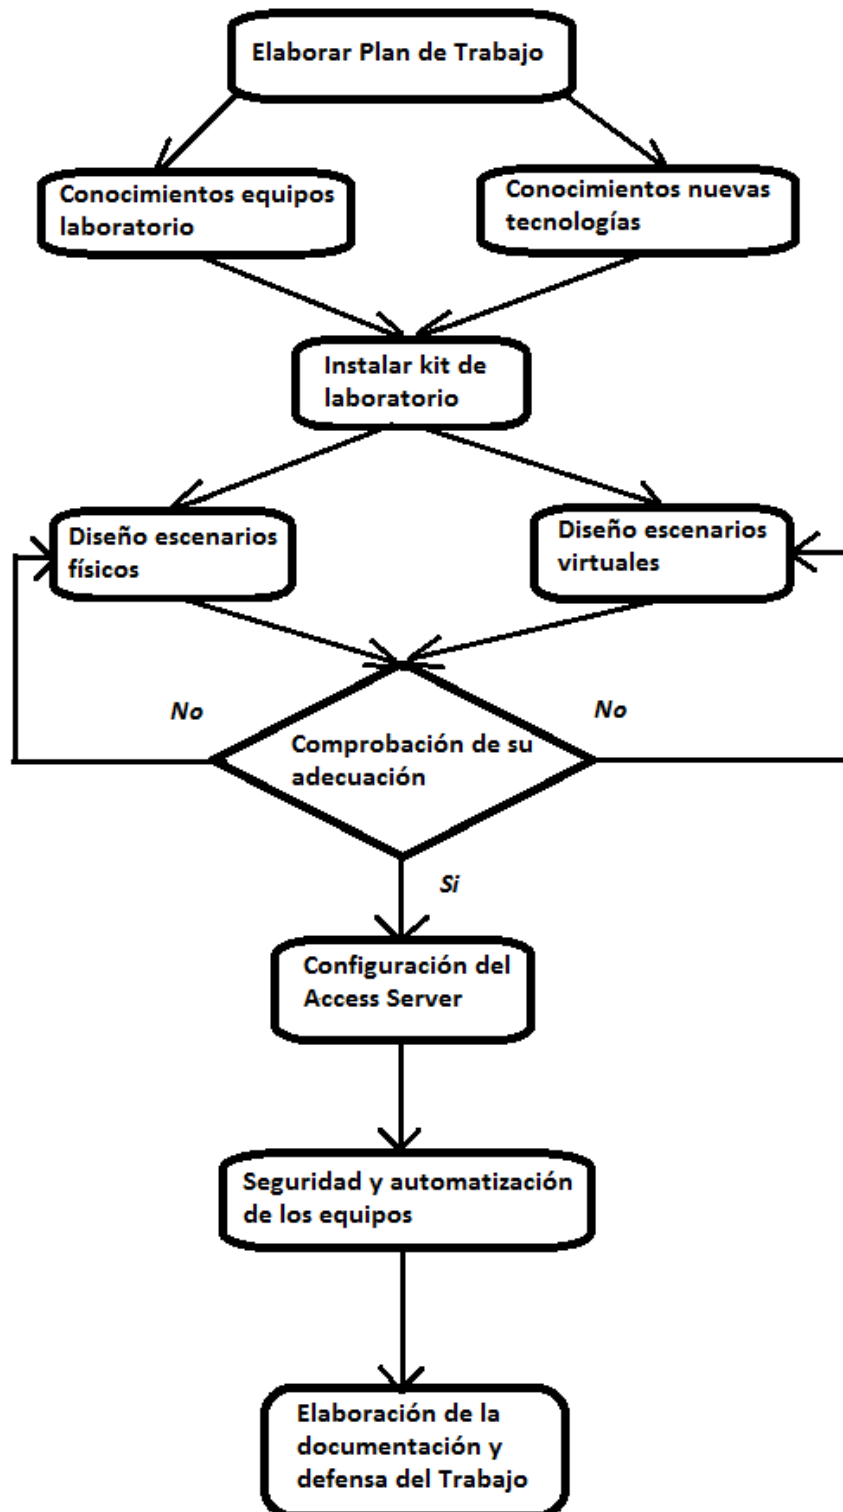 Elaborar Plan de Trabajo
Conocimientos equipos
laboratorio
Conocimientos nuevas
tecnologías
Instalar kit de
laboratorio
Diseño escenarios
físicos
Diseño escenarios
virtuales
No
No
Comprobación de su
adecuación
Si
Configuración del
Access Server
Seguridad y automatización
de los equipos
Elaboración de la
documentación y
defensa del Trabajo